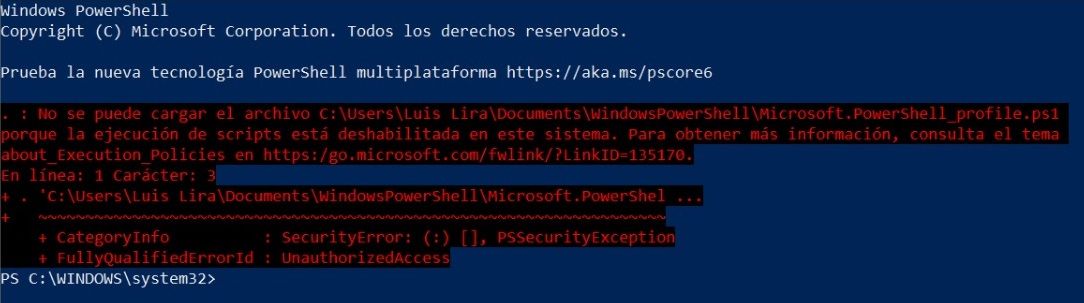 Windows PowerShell
Copyright (C) Microsoft Corporation. Todos los derechos reservados.
Prueba la nueva tecnología PowerShell multiplataforma https://aka.ms/pscore6
. : No se puede cargar el archivo C:\Users\Luis Lira\Documents\WindowsPowerShell\Microsoft.PowerShell_profile.ps1
porque la ejecución de scripts está deshabilitada en este sistema. Para obtener más información, consulta el tema
about_Execution_Policies en https:/go.microsoft.com/fwlink/?LinkID=135170.
En línea: 1 Carácter: 3
+ . 'C:\Users\Luis Lira\Documents\WindowsPowerShell\Microsoft.PowerShel ...
+   ~~~~~~~~~~~~~~~~~~~~~~~~~~~~~~~~~~~~~~~~~~~~~~~~~~~~~~~~~~~~~~~~~~~
    + CategoryInfo          : SecurityError: (:) [], PSSecurityException
    + FullyQualifiedErrorId : UnauthorizedAccess
PS C:\WINDOWS\system32>